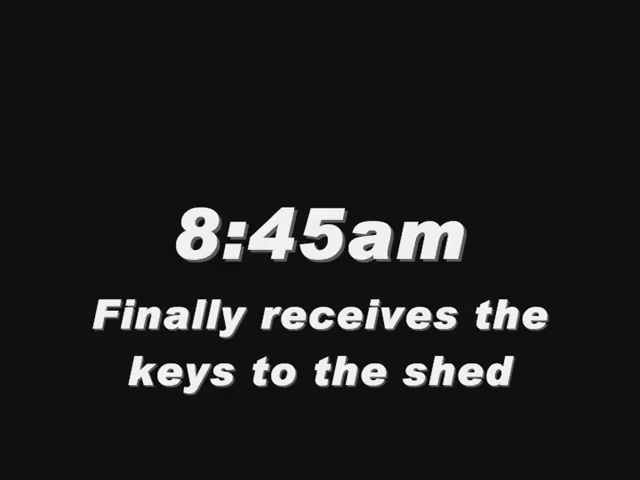 8:45am
Finally receives the
keys to the shed